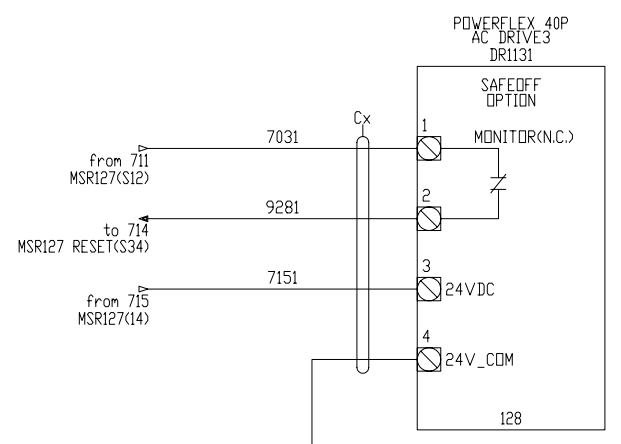 POWERFLEX 40P
AC DRIVE3
DR1131
SAFEOFF
OPTION
Cx
1
MONITOR(N.C.)
7031
from 711
MSR127(S12)
2
9281
to 714
MSR127 RESET(S34)
3
7151
24VDC
from 715
MSR127(14)
4
24V_COM
128